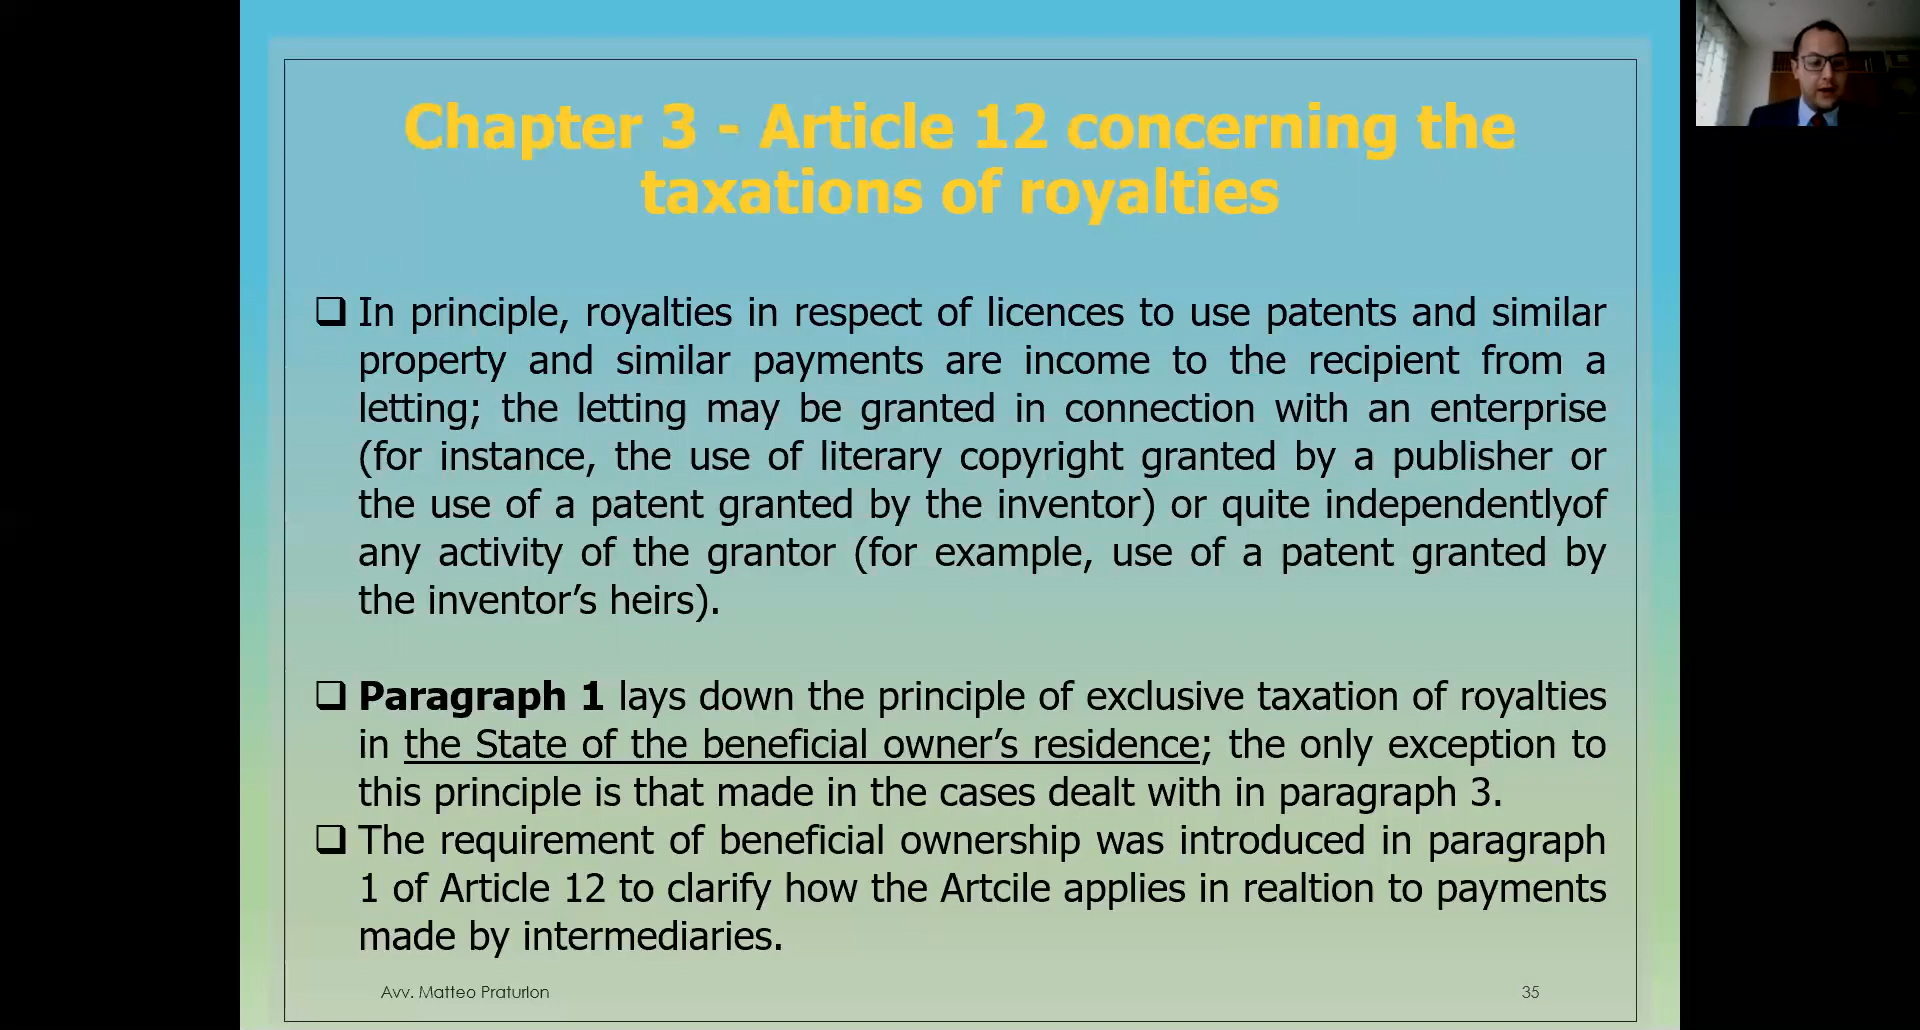 Chapter 3 - Article 12 concerning the
taxations of royalties
❑ In principle, royalties in respect of licences to use patents and similar
property and similar payments are income to the recipient from a
letting; the letting may be granted in connection with an enterprise
(for instance, the use of literary copyright granted by a publisher or
the use of a patent granted by the inventor) or quite independentlyof
any activity of the grantor (for example, use of a patent granted by
the inventor’s heirs).
❑ Paragraph 1 lays down the principle of exclusive taxation of royalties
in the State of the beneficial owner’s residence; the only exception to
this principle is that made in the cases dealt with in paragraph 3.
❑ The requirement of beneficial ownership was introduced in paragraph
1 of Article 12 to clarify how the Artcile applies in realtion to payments
made by intermediaries.
Avv. Matteo Praturlon
35